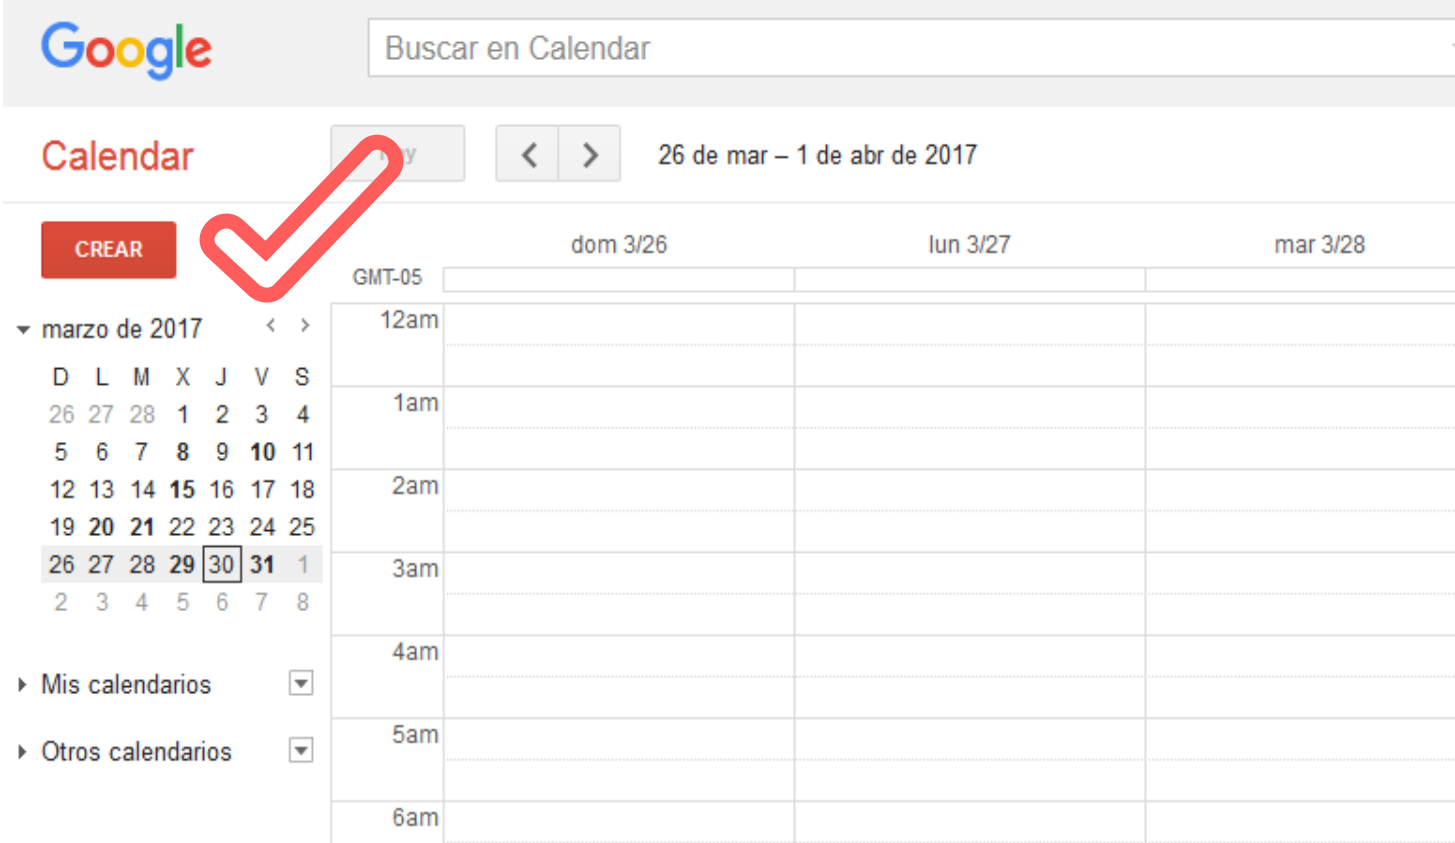 Google
Buscar en Calendar
Calendar
26 de mar – 1 de abr de 2017
CREAR
dom 3/26 lun 3/27 mar 3/28
GMT-05
marzo de 2017
D L M X J V S
26 27 28 1 2 3 4
5 6 7 8 9 10 11
12 13 14 15 16 17 18
19 20 21 22 23 24 25
26 27 28 29 30 31 1
2 3 4 5 6 7 8
Mis calendarios
Otros calendarios
12am
1am
2am
3am
4am
5am
6am